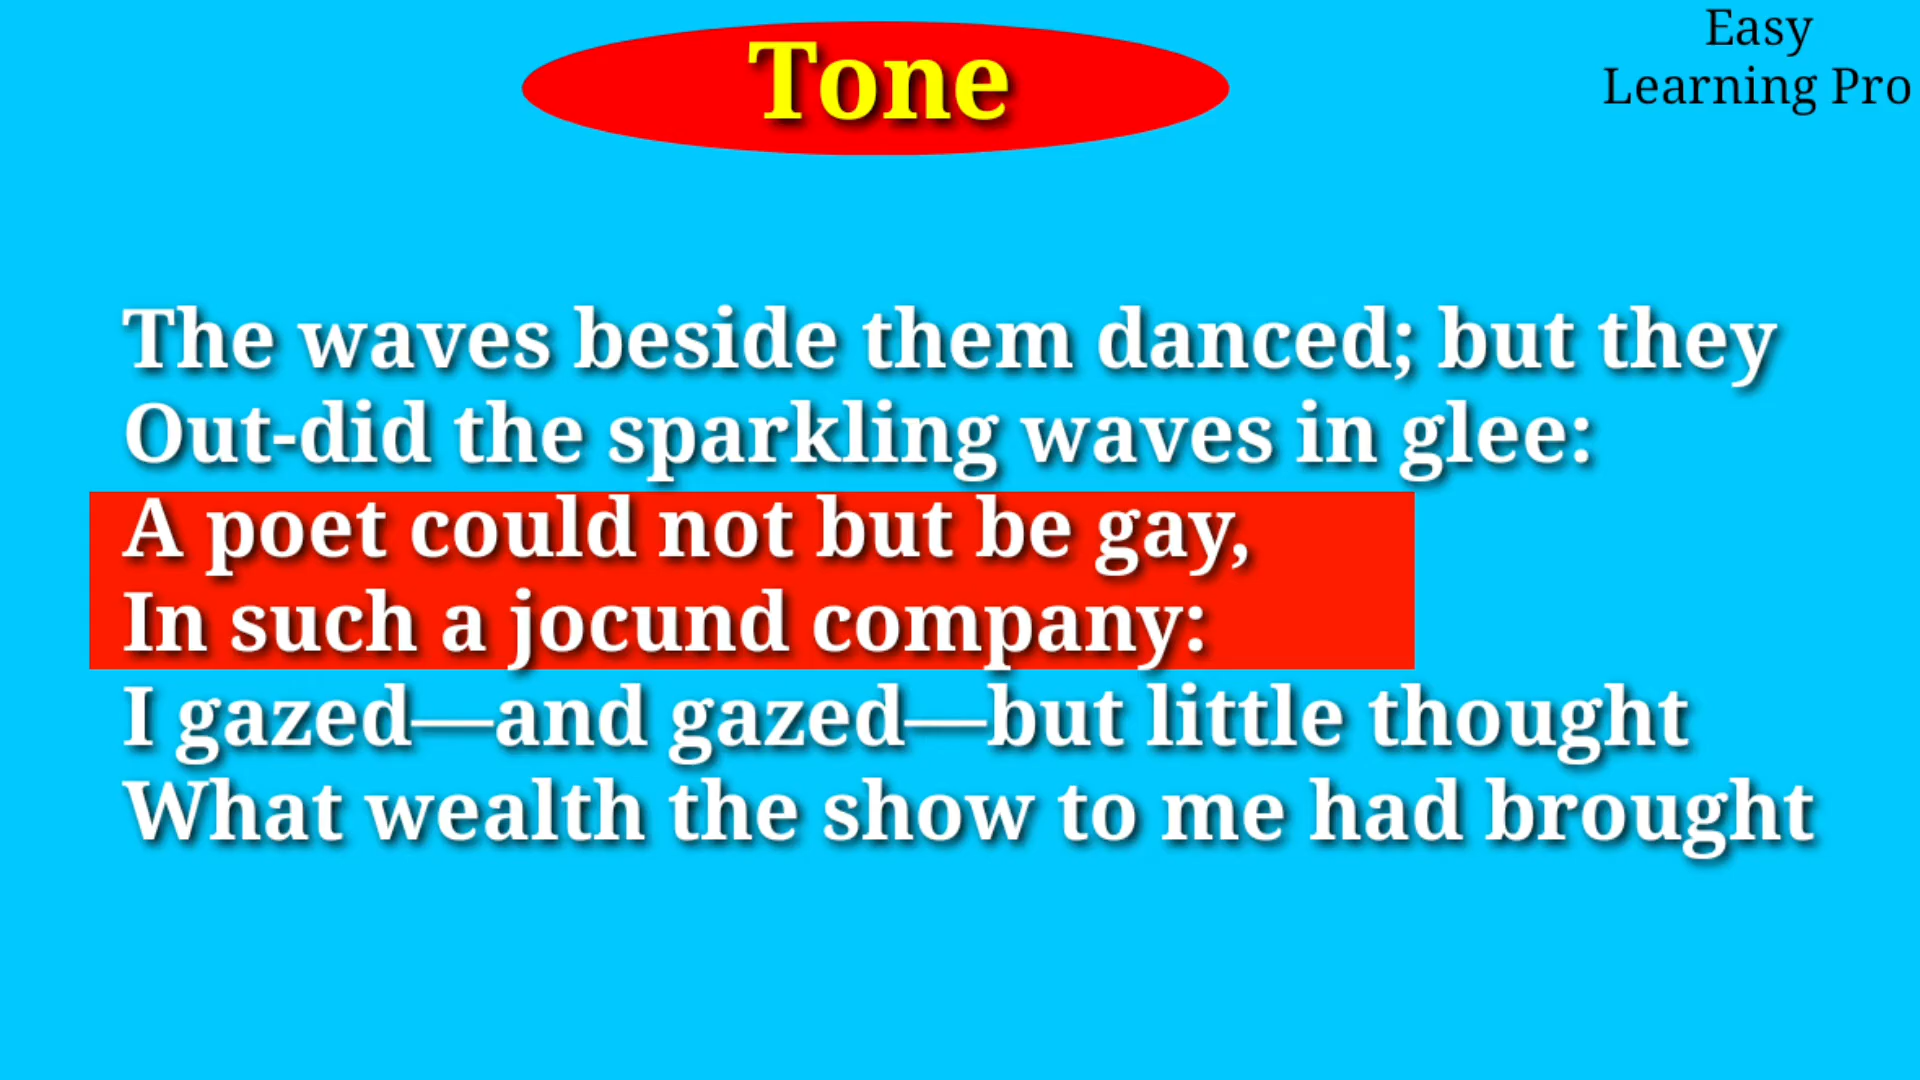 Tone
Easy
Learning Pro
The waves beside them danced; but they
Out-did the sparkling waves in glee:
A poet could not but be gay,
In such a jocund company:
I gazed—and gazed—but little thought
What wealth the show to me had brought